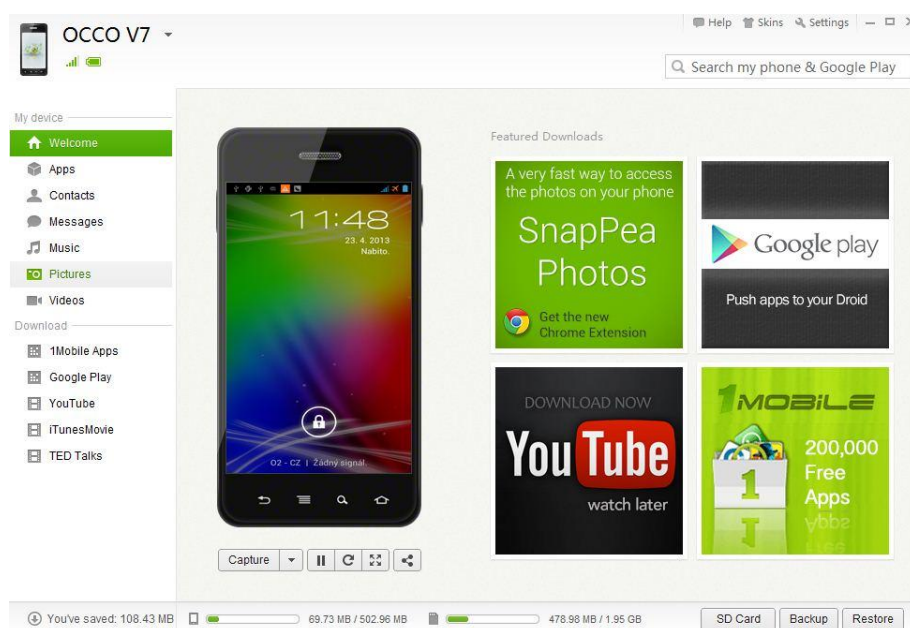 OCCO V7
Help Skins Settings
Search my phone & Google Play
My device
Welcome
Apps
Contacts
Messages
Music
Pictures
Videos
Download
1Mobile Apps
Google Play
YouTube
iTunesMovie
TED Talks
11:48
23. 4. 2013
Nabito.
O2 - CZ | Žádný signál.
Capture
Featured Downloads
A very fast way to access
the photos on your phone
SnapPea
Photos
Get the new
Chrome Extension
Google play
Push apps to your Droid
DOWNLOAD NOW
YouTube
watch later
1MOBiLE
200,000
Free
Apps
1
You've saved: 108.43 MB
69.73 MB / 502.96 MB
478.98 MB / 1.95 GB
SD Card
Backup
Restore